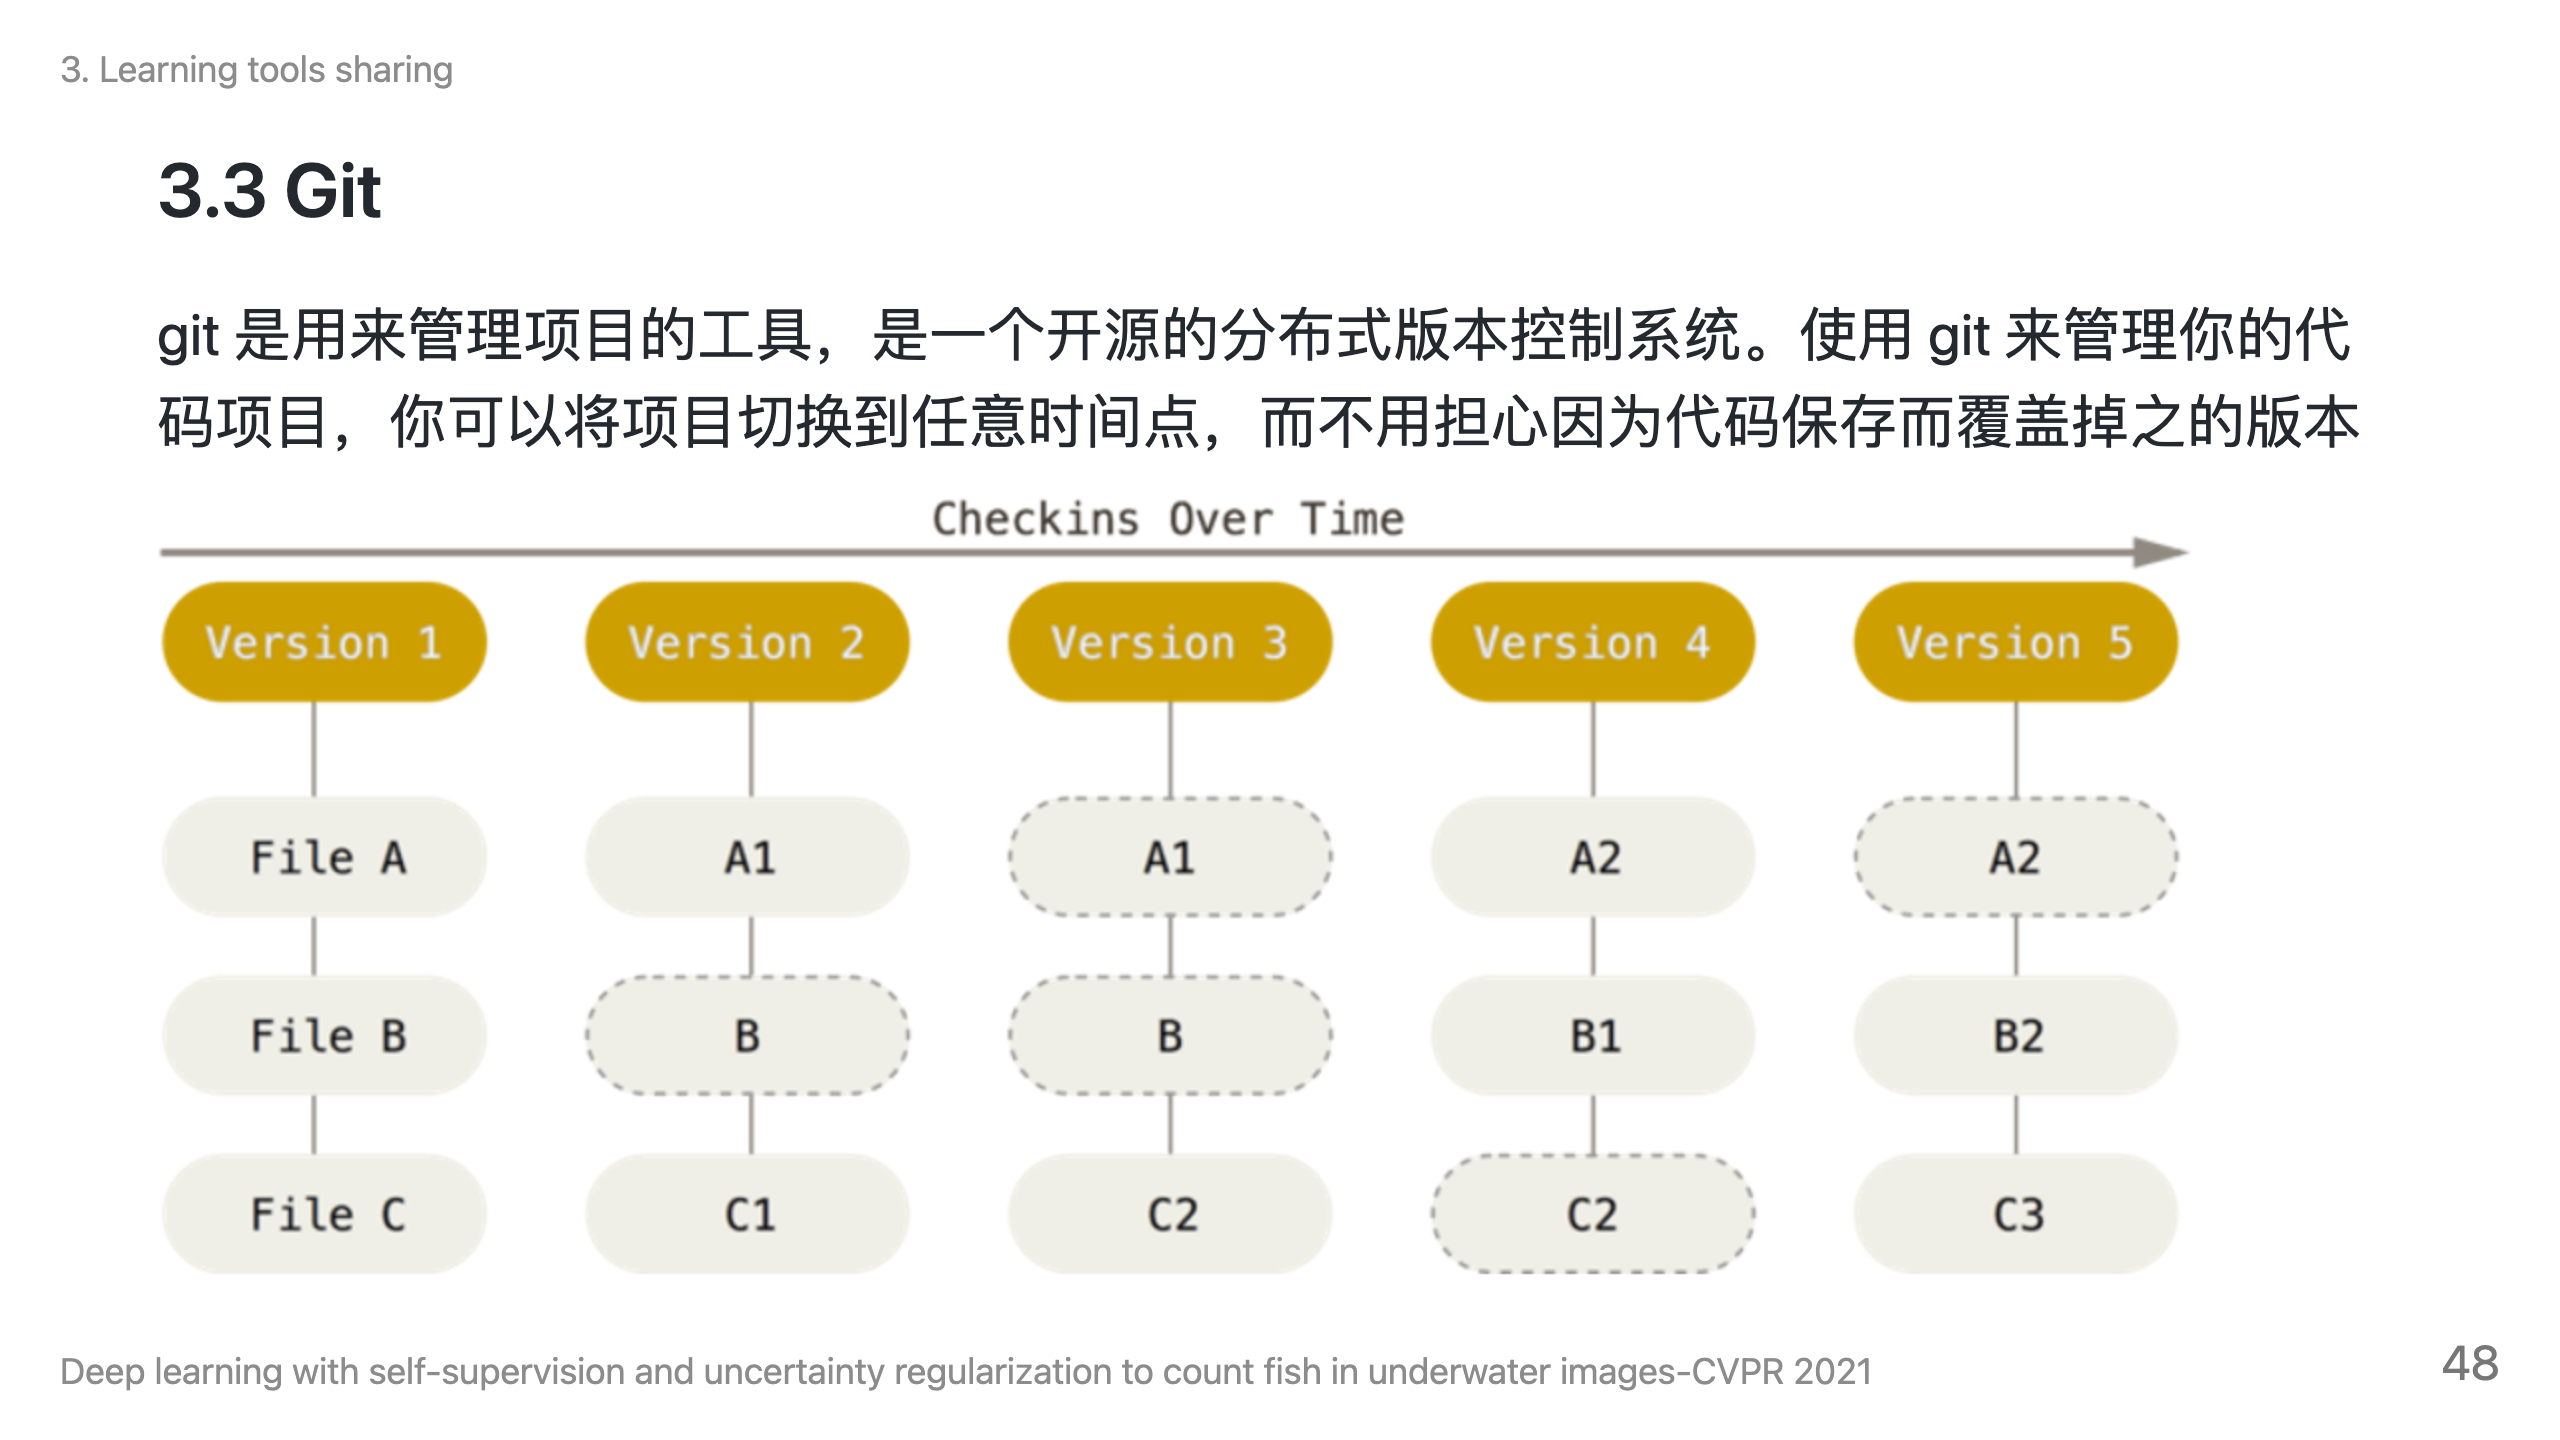 3. Learning tools sharing
3.3 Git
git 是用来管理项目的工具，是一个开源的分布式版本控制系统。使用 git 来管理你的代
码项目，你可以将项目切换到任意时间点，而不用担心因为代码保存而覆盖掉之的版本
Checkins Over Time
Version 1 Version 2 Version 3 Version 4 Version 5
File A A1 A1 A2 A2
File B B B B1 B2
File C C1 C2 C2 C3
Deep learning with self-supervision and uncertainty regularization to count fish in underwater images-CVPR 2021
48